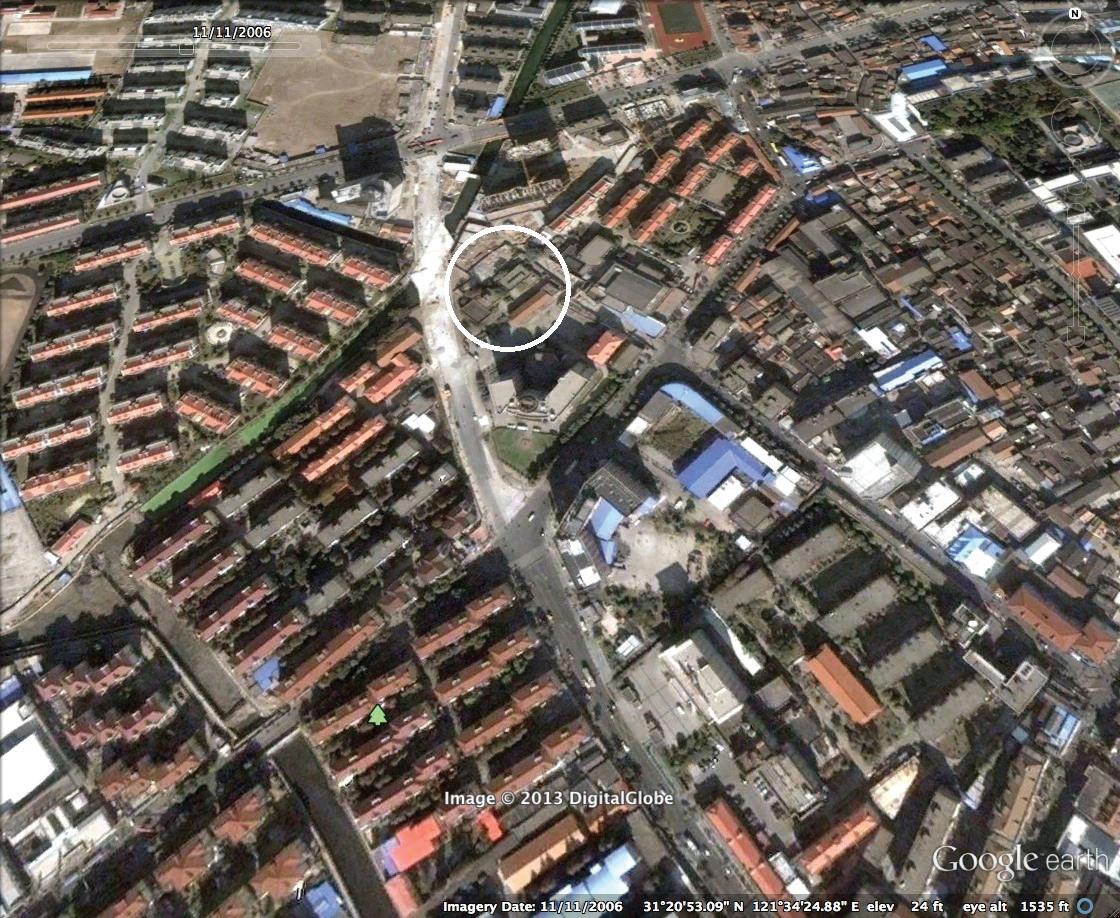 11/11/2006
N
Image © 2013 DigitalGlobe
Google earth
Imagery Date: 11/11/2006 31°20'53.09" N 121°34'24.88" E elev 24 ft eye alt 1535 ft